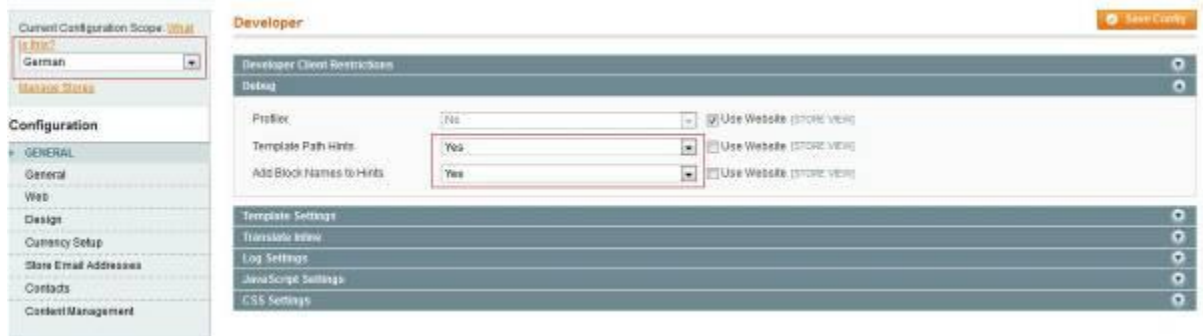 Current Configuration Scope: What
is this?
German
Manage Stores
Configuration
GENERAL
General
Web
Design
Currency Setup
Store Email Addresses
Contacts
Content Management
Developer
Save Config
Developer Client Restrictions
Debug
Profiler
No
Use Website [STORE VIEW]
Template Path Hints
Yes
Use Website [STORE VIEW]
Add Block Names to Hints
Yes
Use Website [STORE VIEW]
Template Settings
Translate Inline
Log Settings
JavaScript Settings
CSS Settings